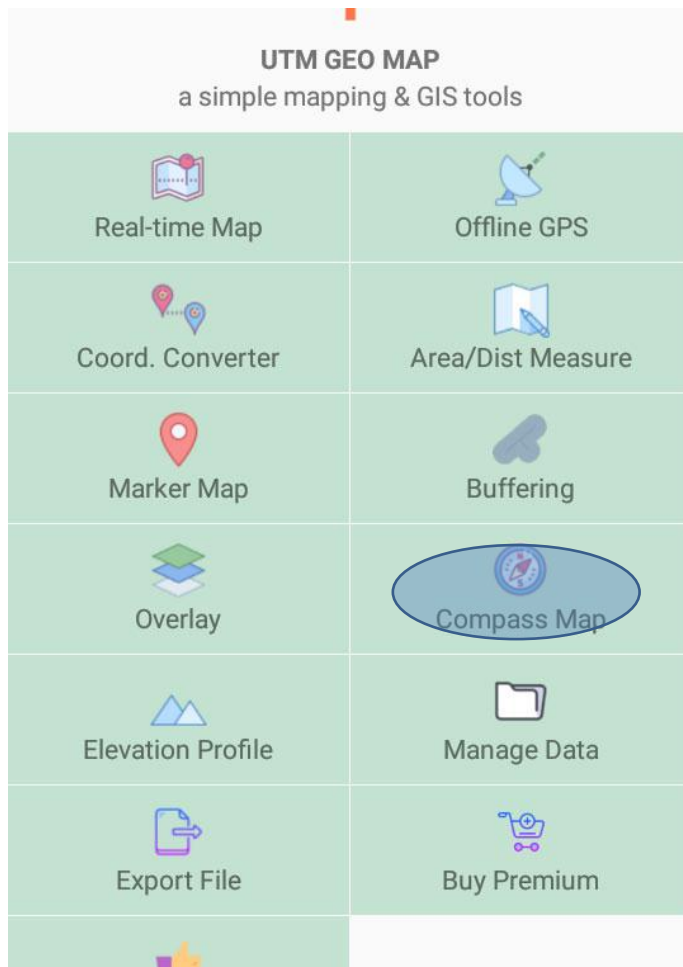 UTM GEO MAP
a simple mapping & GIS tools
Real-time Map
Offline GPS
Coord. Converter
Area/Dist Measure
Marker Map
Buffering
Overlay
Compass Map
Elevation Profile
Manage Data
Export File
Buy Premium